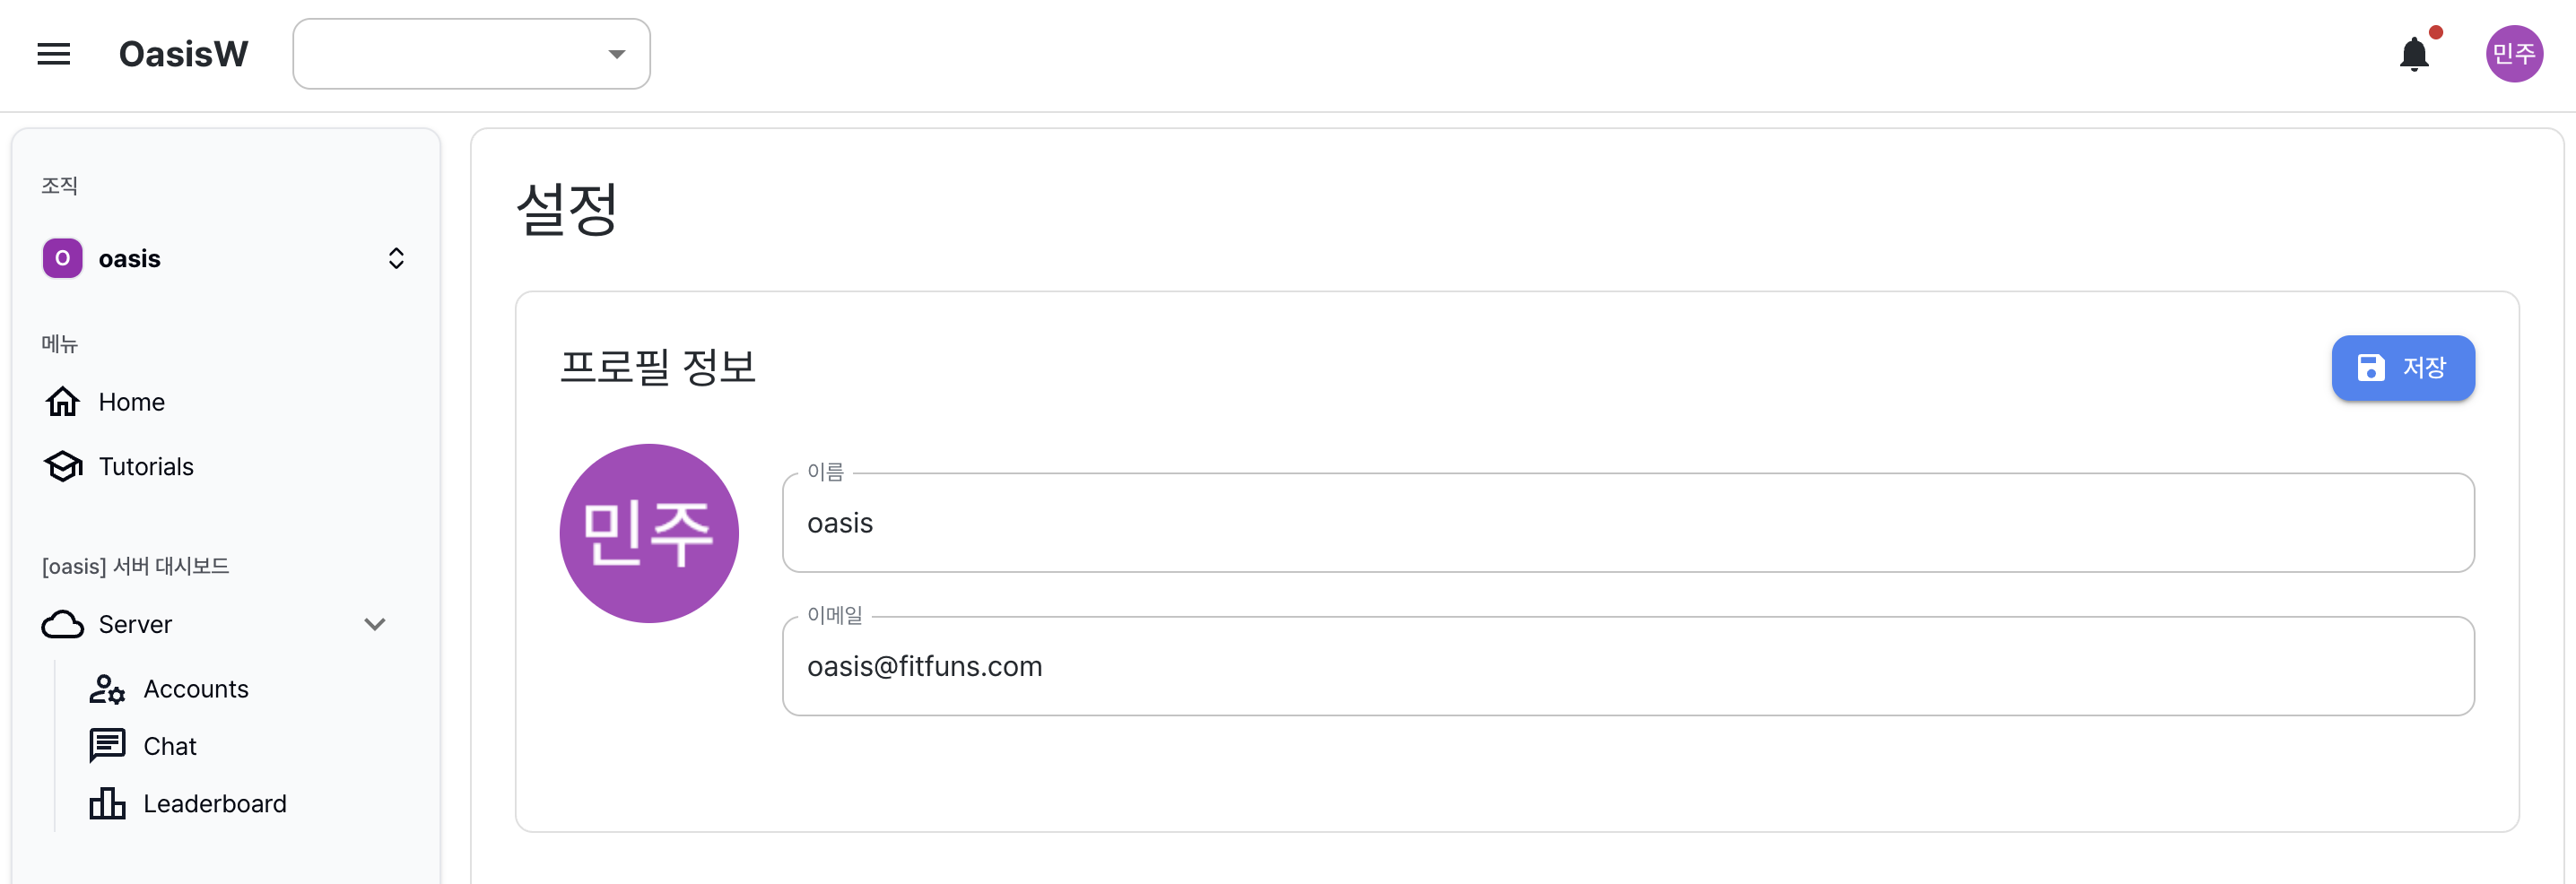 OasisW
민주
조직
O oasis
메뉴
Home
Tutorials
[oasis] 서버 대시보드
Server
Accounts
Chat
Leaderboard
설정
프로필 정보
저장
민주
이름
oasis
이메일
oasis@fitfuns.com